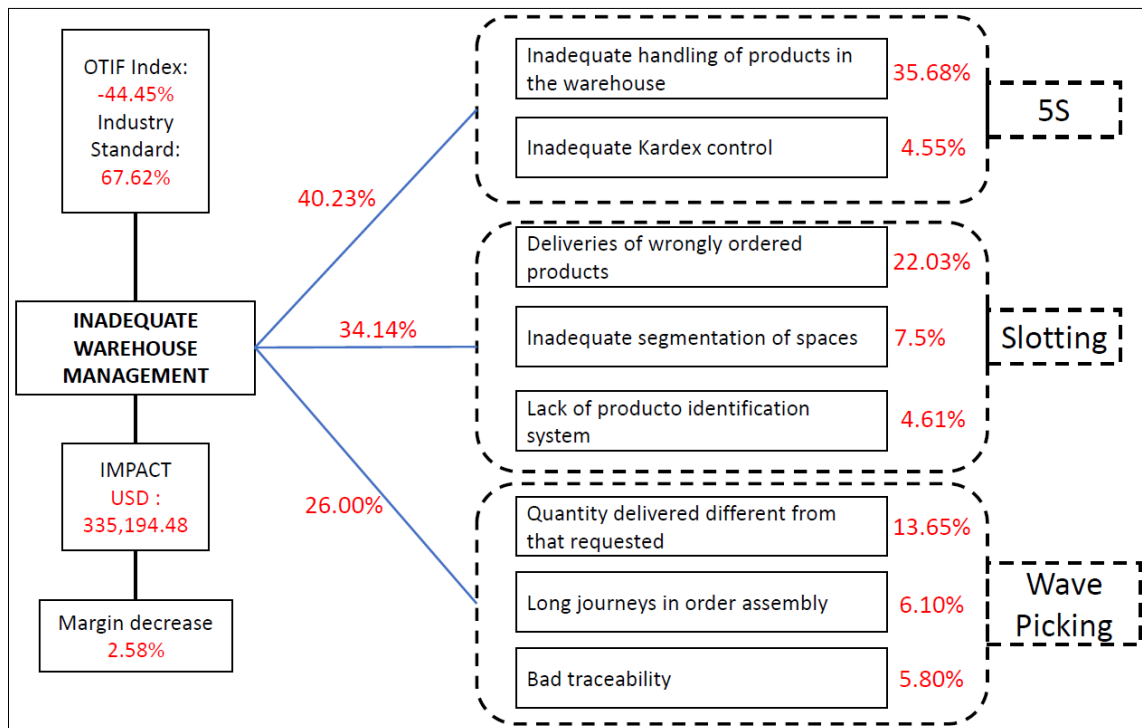 OTIF Index:
-44.45%
Industry
Standard:
67.62%
INADEQUATE
WAREHOUSE
MANAGEMENT
IMPACT
USD :
335,194.48
Margin decrease
2.58%
40.23%
34.14%
26.00%
Inadequate handling of products in
the warehouse
35.68%
Inadequate Kardex control
4.55%
5S
Deliveries of wrongly ordered
products
22.03%
Inadequate segmentation of spaces
7.5%
Lack of producto identification
system
4.61%
Slotting
Quantity delivered different from
that requested
13.65%
Long journeys in order assembly
6.10%
Bad traceability
5.80%
Wave
Picking